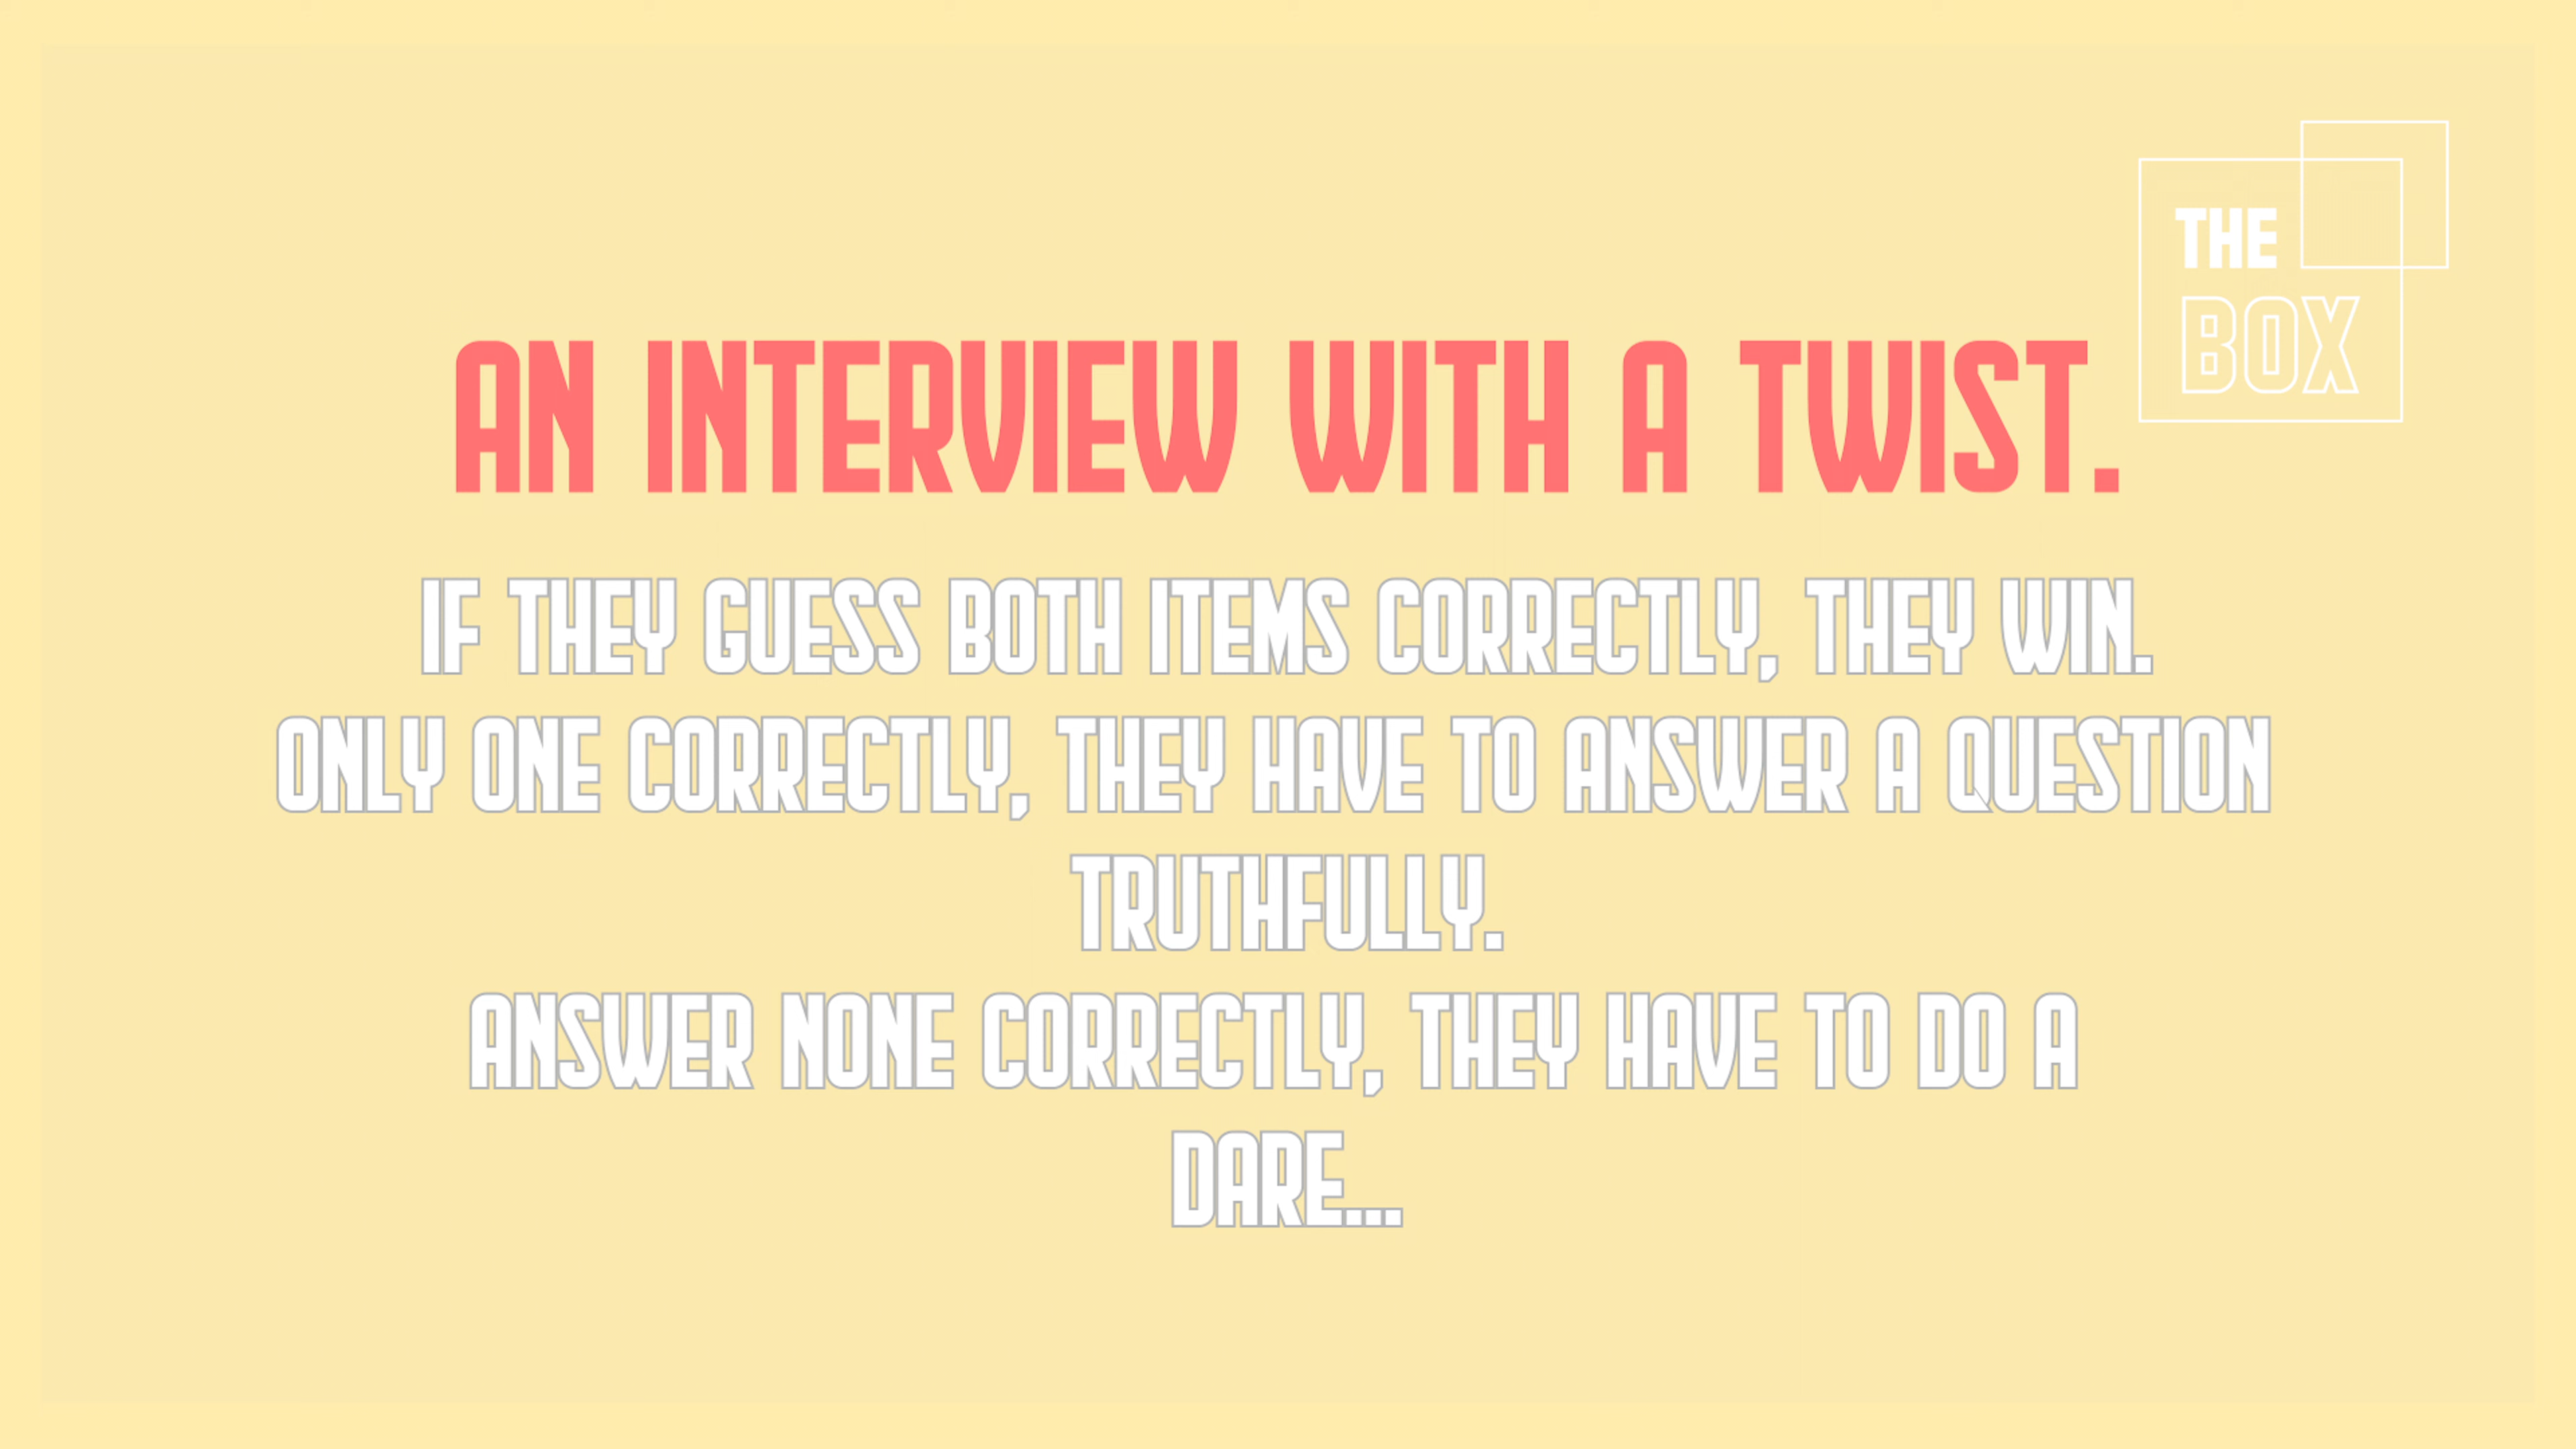 THE
BOX
AN INTERVIEW WITH A TWIST.
IF THEY GUESS BOTH ITEMS CORRECTLY, THEY WIN.
ONLY ONE CORRECTLY, THEY HAVE TO ANSWER A QUESTION
TRUTHFULLY.
ANSWER NONE CORRECTLY, THEY HAVE TO DO A
DARE...